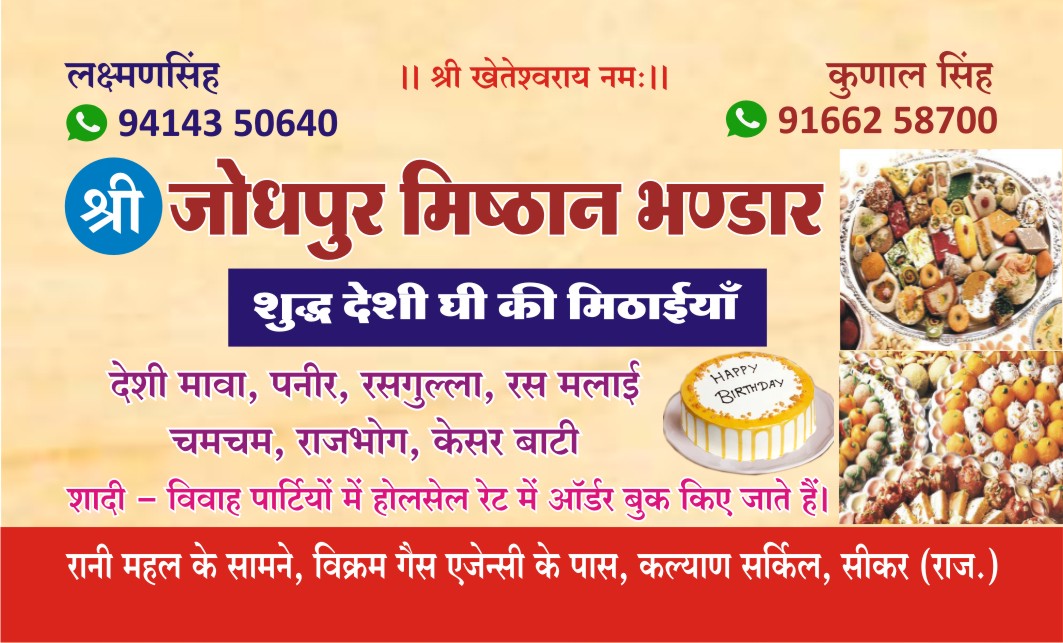 लक्ष्मणसिंह
94143 50640
।। श्री खेतेश्वराय नमः।।
कुणाल सिंह
91662 58700
श्री जोधपुर मिष्ठान भण्डार
शुद्ध देशी घी की मिठाईयाँ
देशी मावा, पनीर, रसगुल्ला, रस मलाई
चमचम, राजभोग, केसर बाटी
HAPPY
BIRTHDAY
शादी – विवाह पार्टियों में होलसेल रेट में ऑर्डर बुक किए जाते हैं।
रानी महल के सामने, विक्रम गैस एजेन्सी के पास, कल्याण सर्किल, सीकर (राज.)